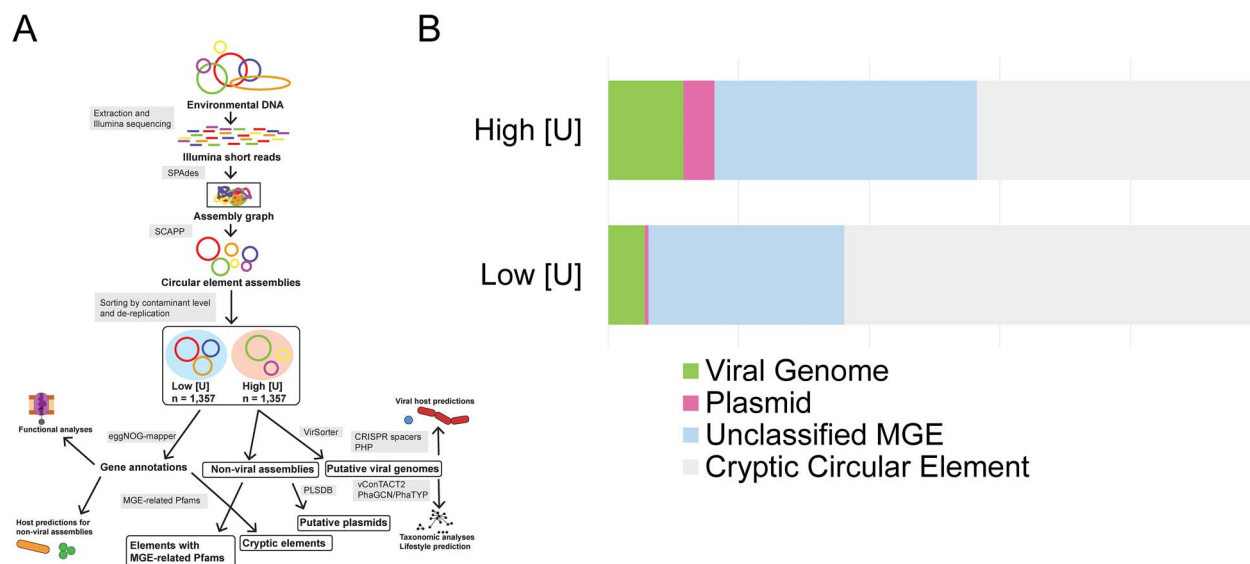 A
Environmental DNA
Extraction and
Illumina sequencing
Illumina short reads
SPAdes
Assembly graph
SCAPP
Circular element assemblies
Sorting by contaminant level
and de-replication
Low [U]
n = 1,357
High [U]
n = 1,357
Functional analyses
eggNOG-mapper
VirSorter
Viral host predictions
CRISPR spacers
PHP
Gene annotations
Non-viral assemblies
Putative viral genomes
MGE-related Pfams
PLSDB
vConTACT2
PhaGCN/PhaTYP
Host predictions for
non-viral assemblies
Putative plasmids
Taxonomic analyses
Lifestyle prediction
Elements with
MGE-related Pfams
Cryptic elements
B
High [U]
Low [U]
Viral Genome
Plasmid
Unclassified MGE
Cryptic Circular Element